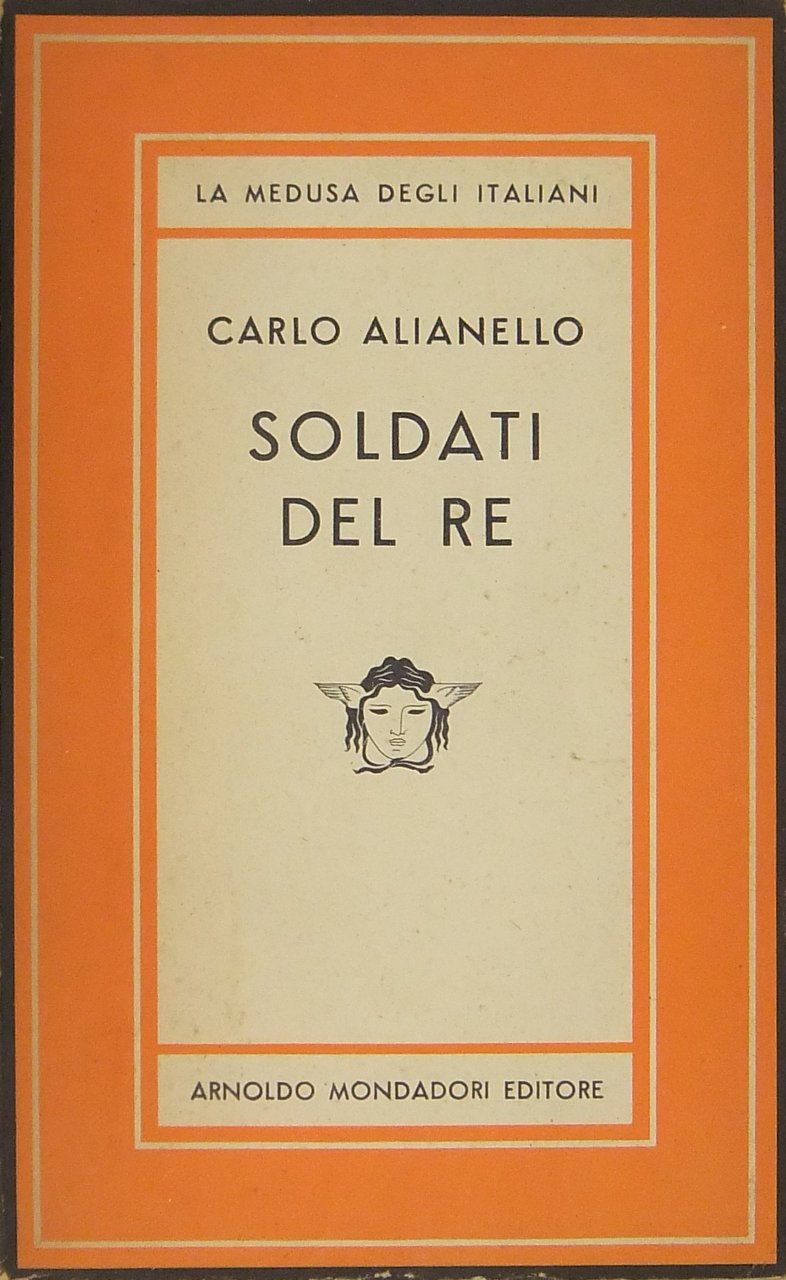 LA MEDUSA DEGLI ITALIANI
CARLO ALIANELLO
SOLDATI
DEL RE
ARNOLDO MONDADORI EDITORE